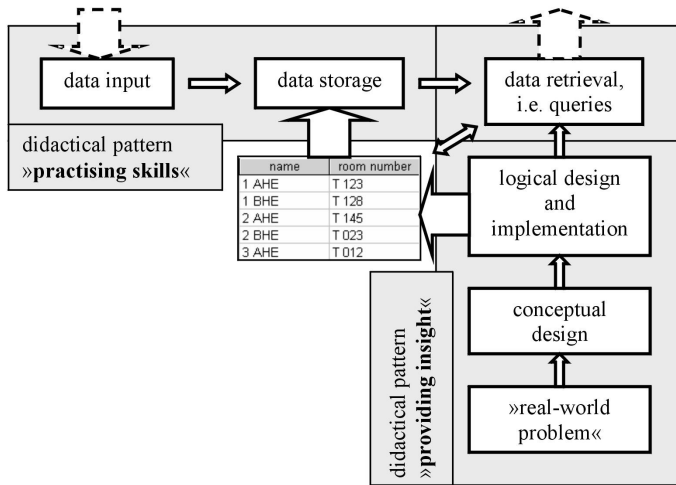 data input
data storage
data retrieval,
i.e. queries
didactical pattern
»practising skills«
name room number
1 AHE T 123
1 BHE T 128
2 AHE T 145
2 BHE T 023
3 AHE T 012
logical design
and
implementation
conceptual
design
didactical pattern
»providing insight«
»real-world
problem«